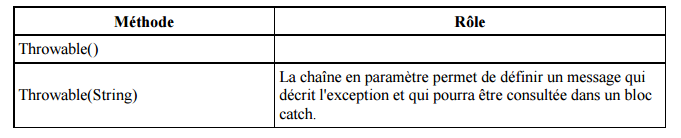 Méthode Rôle
Throwable()
La chaîne en paramètre permet de définir un message qui
Throwable(String) décrit l'exception et qui pourra être consultée dans un bloc
catch.